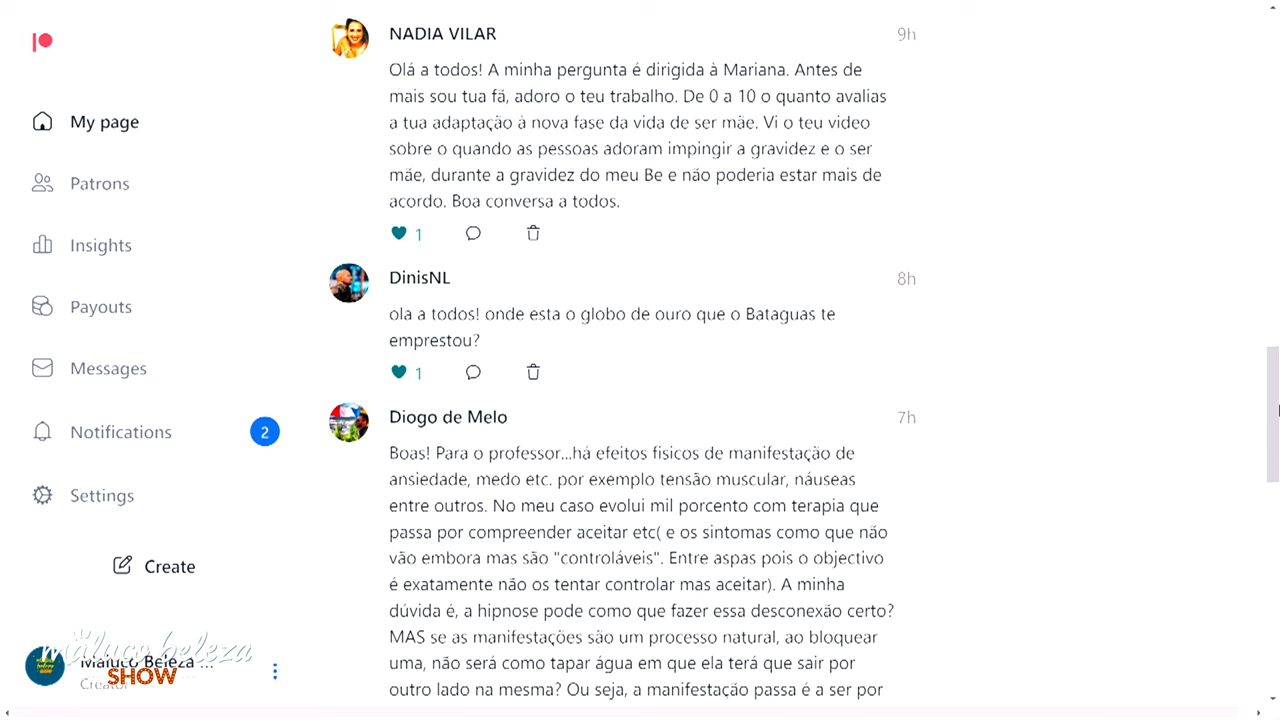 My page
Patrons
Insights
Payouts
Messages
Notifications
2
Settings
Create
Maluco Beleza ...
Creator
maluco beleza
SHOW
NADIA VILAR
9h
Olá a todos! A minha pergunta é dirigida à Mariana. Antes de
mais sou tua fá, adoro o teu trabalho. De 0 a 10 o quanto avalias
a tua adaptação à nova fase da vida de ser mãe. Vi o teu video
sobre o quando as pessoas adoram impingir a gravidez e o ser
mãe, durante a gravidez do meu Be e não poderia estar mais de
acordo. Boa conversa a todos.
1
DinisNL
8h
ola a todos! onde esta o globo de ouro que o Bataguas te
emprestou?
1
Diogo de Melo
7h
Boas! Para o professor...há efeitos fisicos de manifestação de
ansiedade, medo etc. por exemplo tensão muscular, náuseas
entre outros. No meu caso evolui mil porcento com terapia que
passa por compreender aceitar etc( e os sintomas como que não
vão embora mas são "controláveis". Entre aspas pois o objectivo
é exatamente não os tentar controlar mas aceitar). A minha
dúvida é, a hipnose pode como que fazer essa desconexão certo?
MAS se as manifestações são um processo natural, ao bloquear
uma, não será como tapar água em que ela terá que sair por
outro lado na mesma? Ou seja, a manifestação passa é a ser por